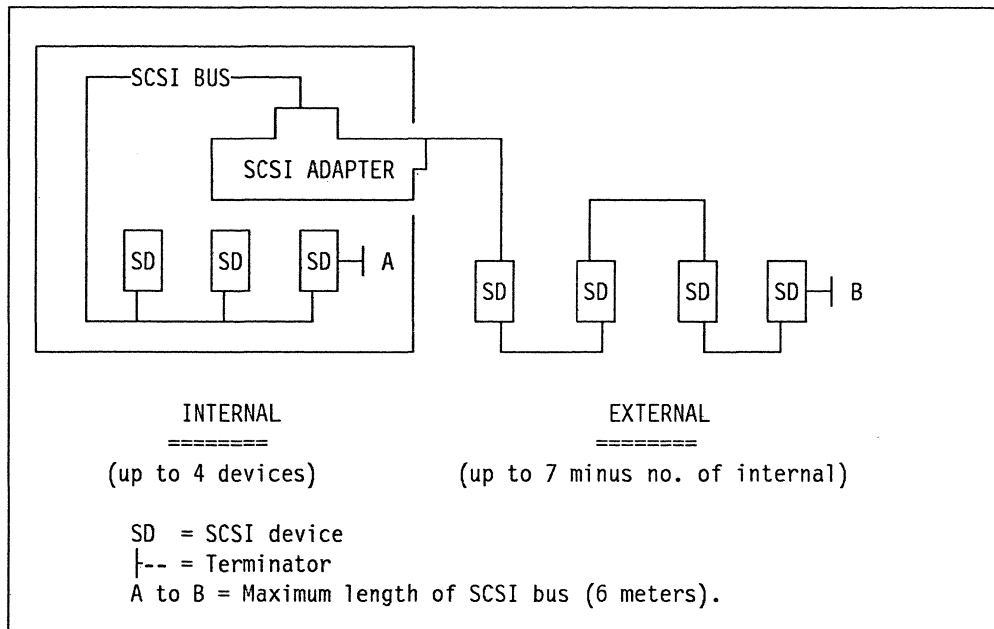 SCSI BUS
SCSI ADAPTER
SD SD SD A
SD SD SD SD B
INTERNAL EXTERNAL
======== ========
(up to 4 devices) (up to 7 minus no. of internal)
SD = SCSI device
├-- = Terminator
A to B = Maximum length of SCSI bus (6 meters).